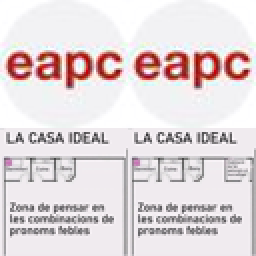 eapc eapc
LA CASA IDEAL LA CASA IDEAL
Zona de pensar en Zona de pensar en
les combinacions de les combinacions de
pronoms febles pronoms febles